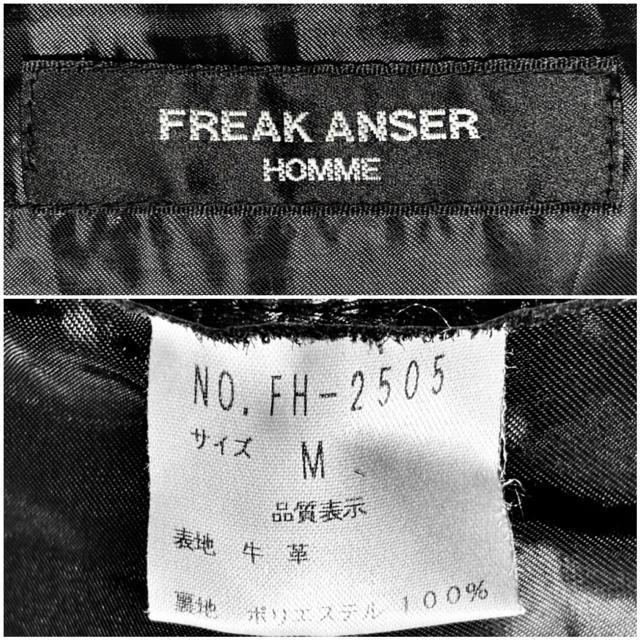 FREAK ANSER
HOMME
NO. FH-2505
サイズ M
品質表示
表地 牛革
裏地 ポリエステル 100%